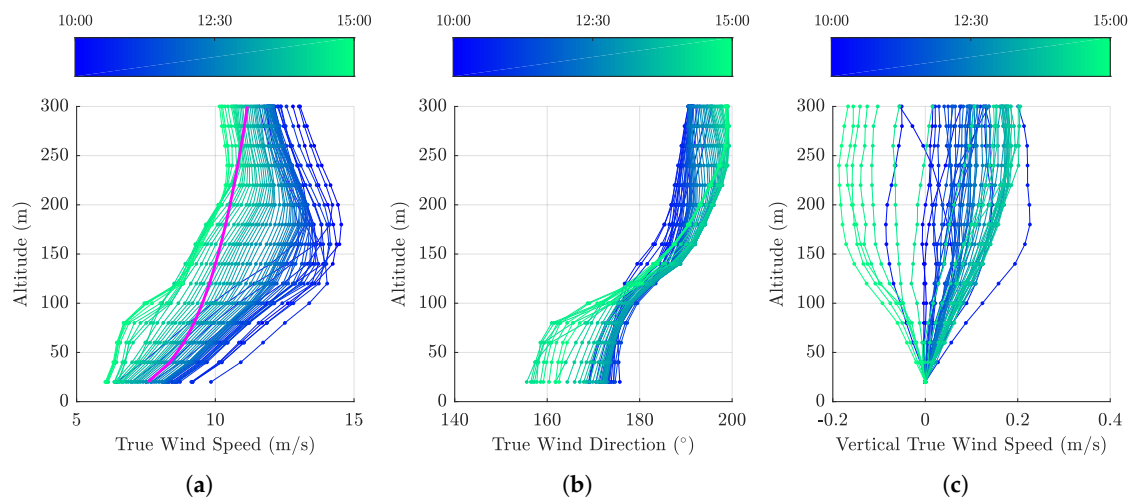 10:00 12:30 15:00
10:00 12:30 15:00
10:00 12:30 15:00
300
250
200
150
100
50
0
Altitude (m)
5 10 15
True Wind Speed (m/s)
(a)
300
250
200
150
100
50
0
Altitude (m)
140 160 180 200
True Wind Direction (°)
(b)
300
250
200
150
100
50
0
Altitude (m)
-0.2 0 0.2 0.4
Vertical True Wind Speed (m/s)
(c)